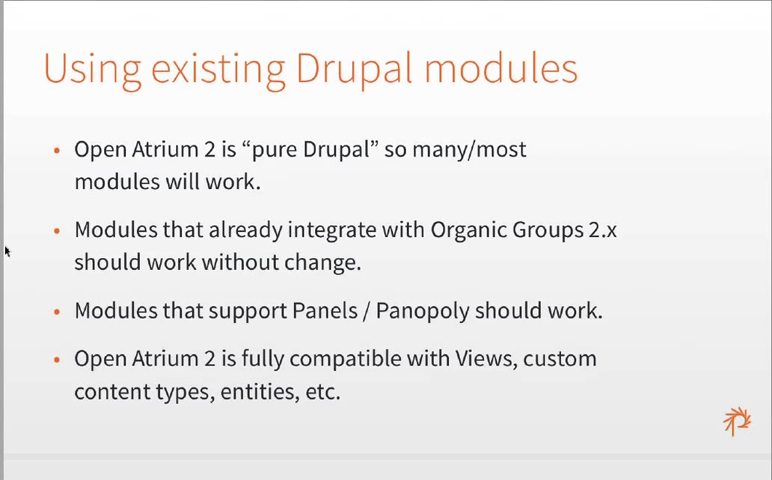 Using existing Drupal modules
• Open Atrium 2 is “pure Drupal” so many/most
modules will work.
• Modules that already integrate with Organic Groups 2.x
should work without change.
• Modules that support Panels / Panopoly should work.
• Open Atrium 2 is fully compatible with Views, custom
content types, entities, etc.